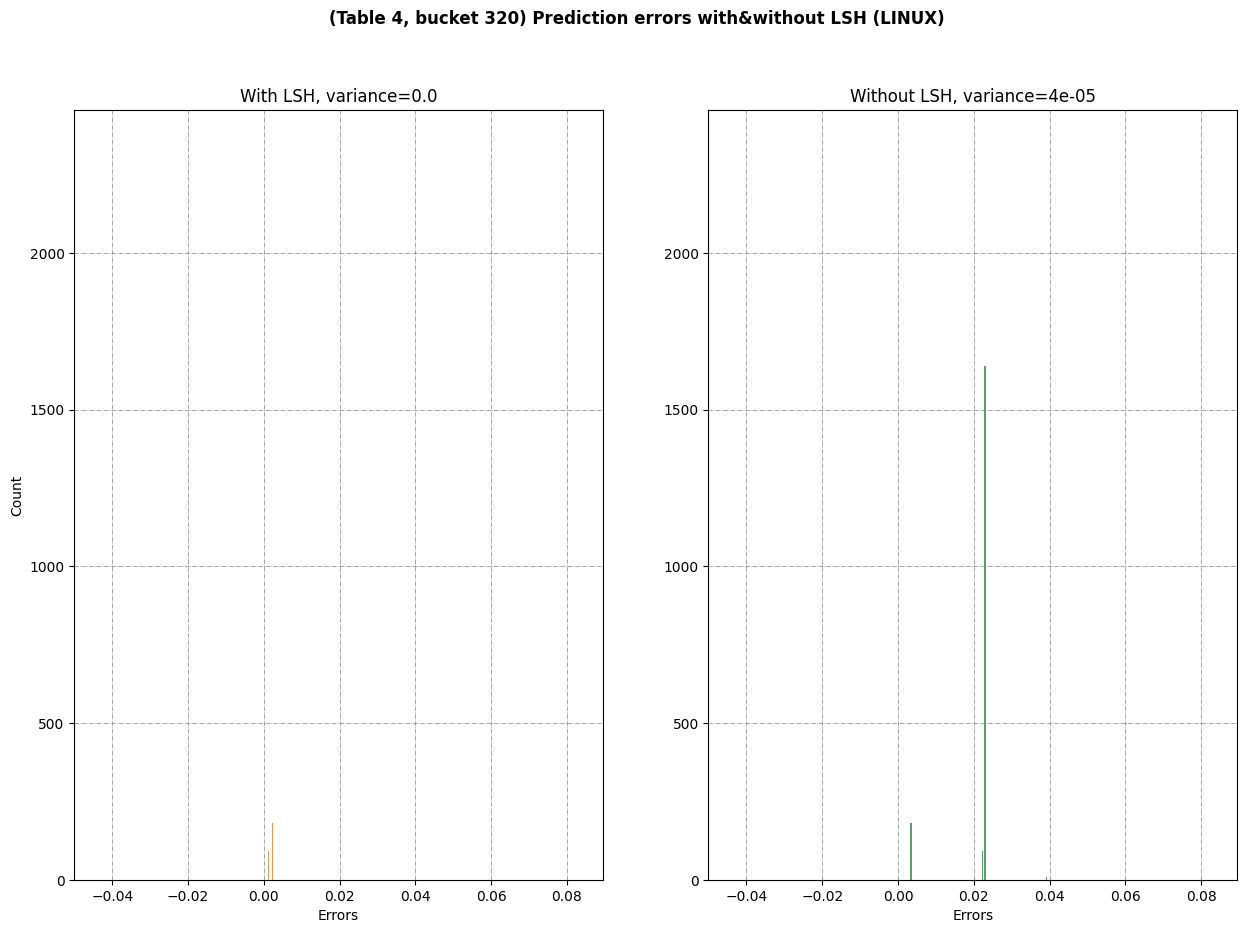 (Table 4, bucket 320) Prediction errors with&without LSH (LINUX)
With LSH, variance=0.0
2000
1500
1000
500
0
Count
−0.04 −0.02 0.00 0.02 0.04 0.06 0.08
Errors
Without LSH, variance=4e-05
2000
1500
1000
500
0
−0.04 −0.02 0.00 0.02 0.04 0.06 0.08
Errors